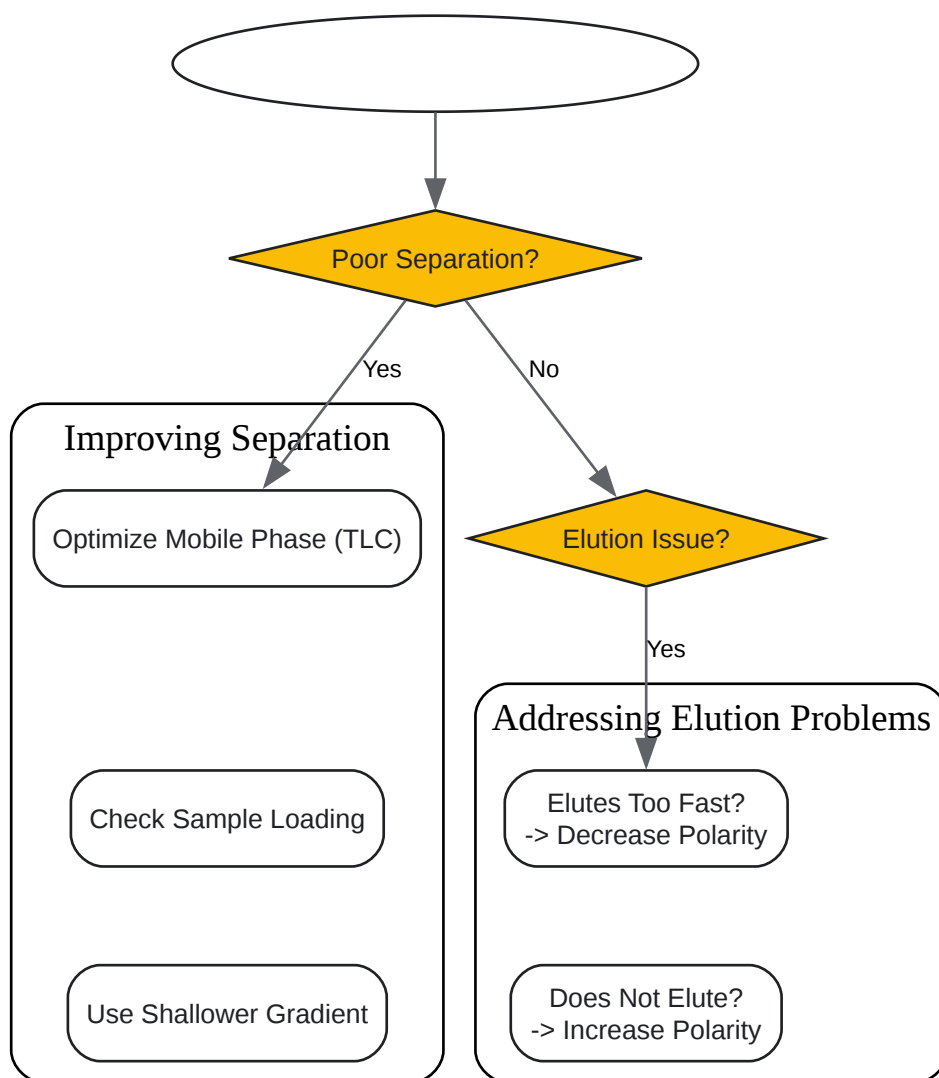 Poor Separation?
Yes
No
Improving Separation
Optimize Mobile Phase (TLC)
Elution Issue?
Yes
Addressing Elution Problems
Check Sample Loading
Elutes Too Fast?
-> Decrease Polarity
Use Shallower Gradient
Does Not Elute?
-> Increase Polarity